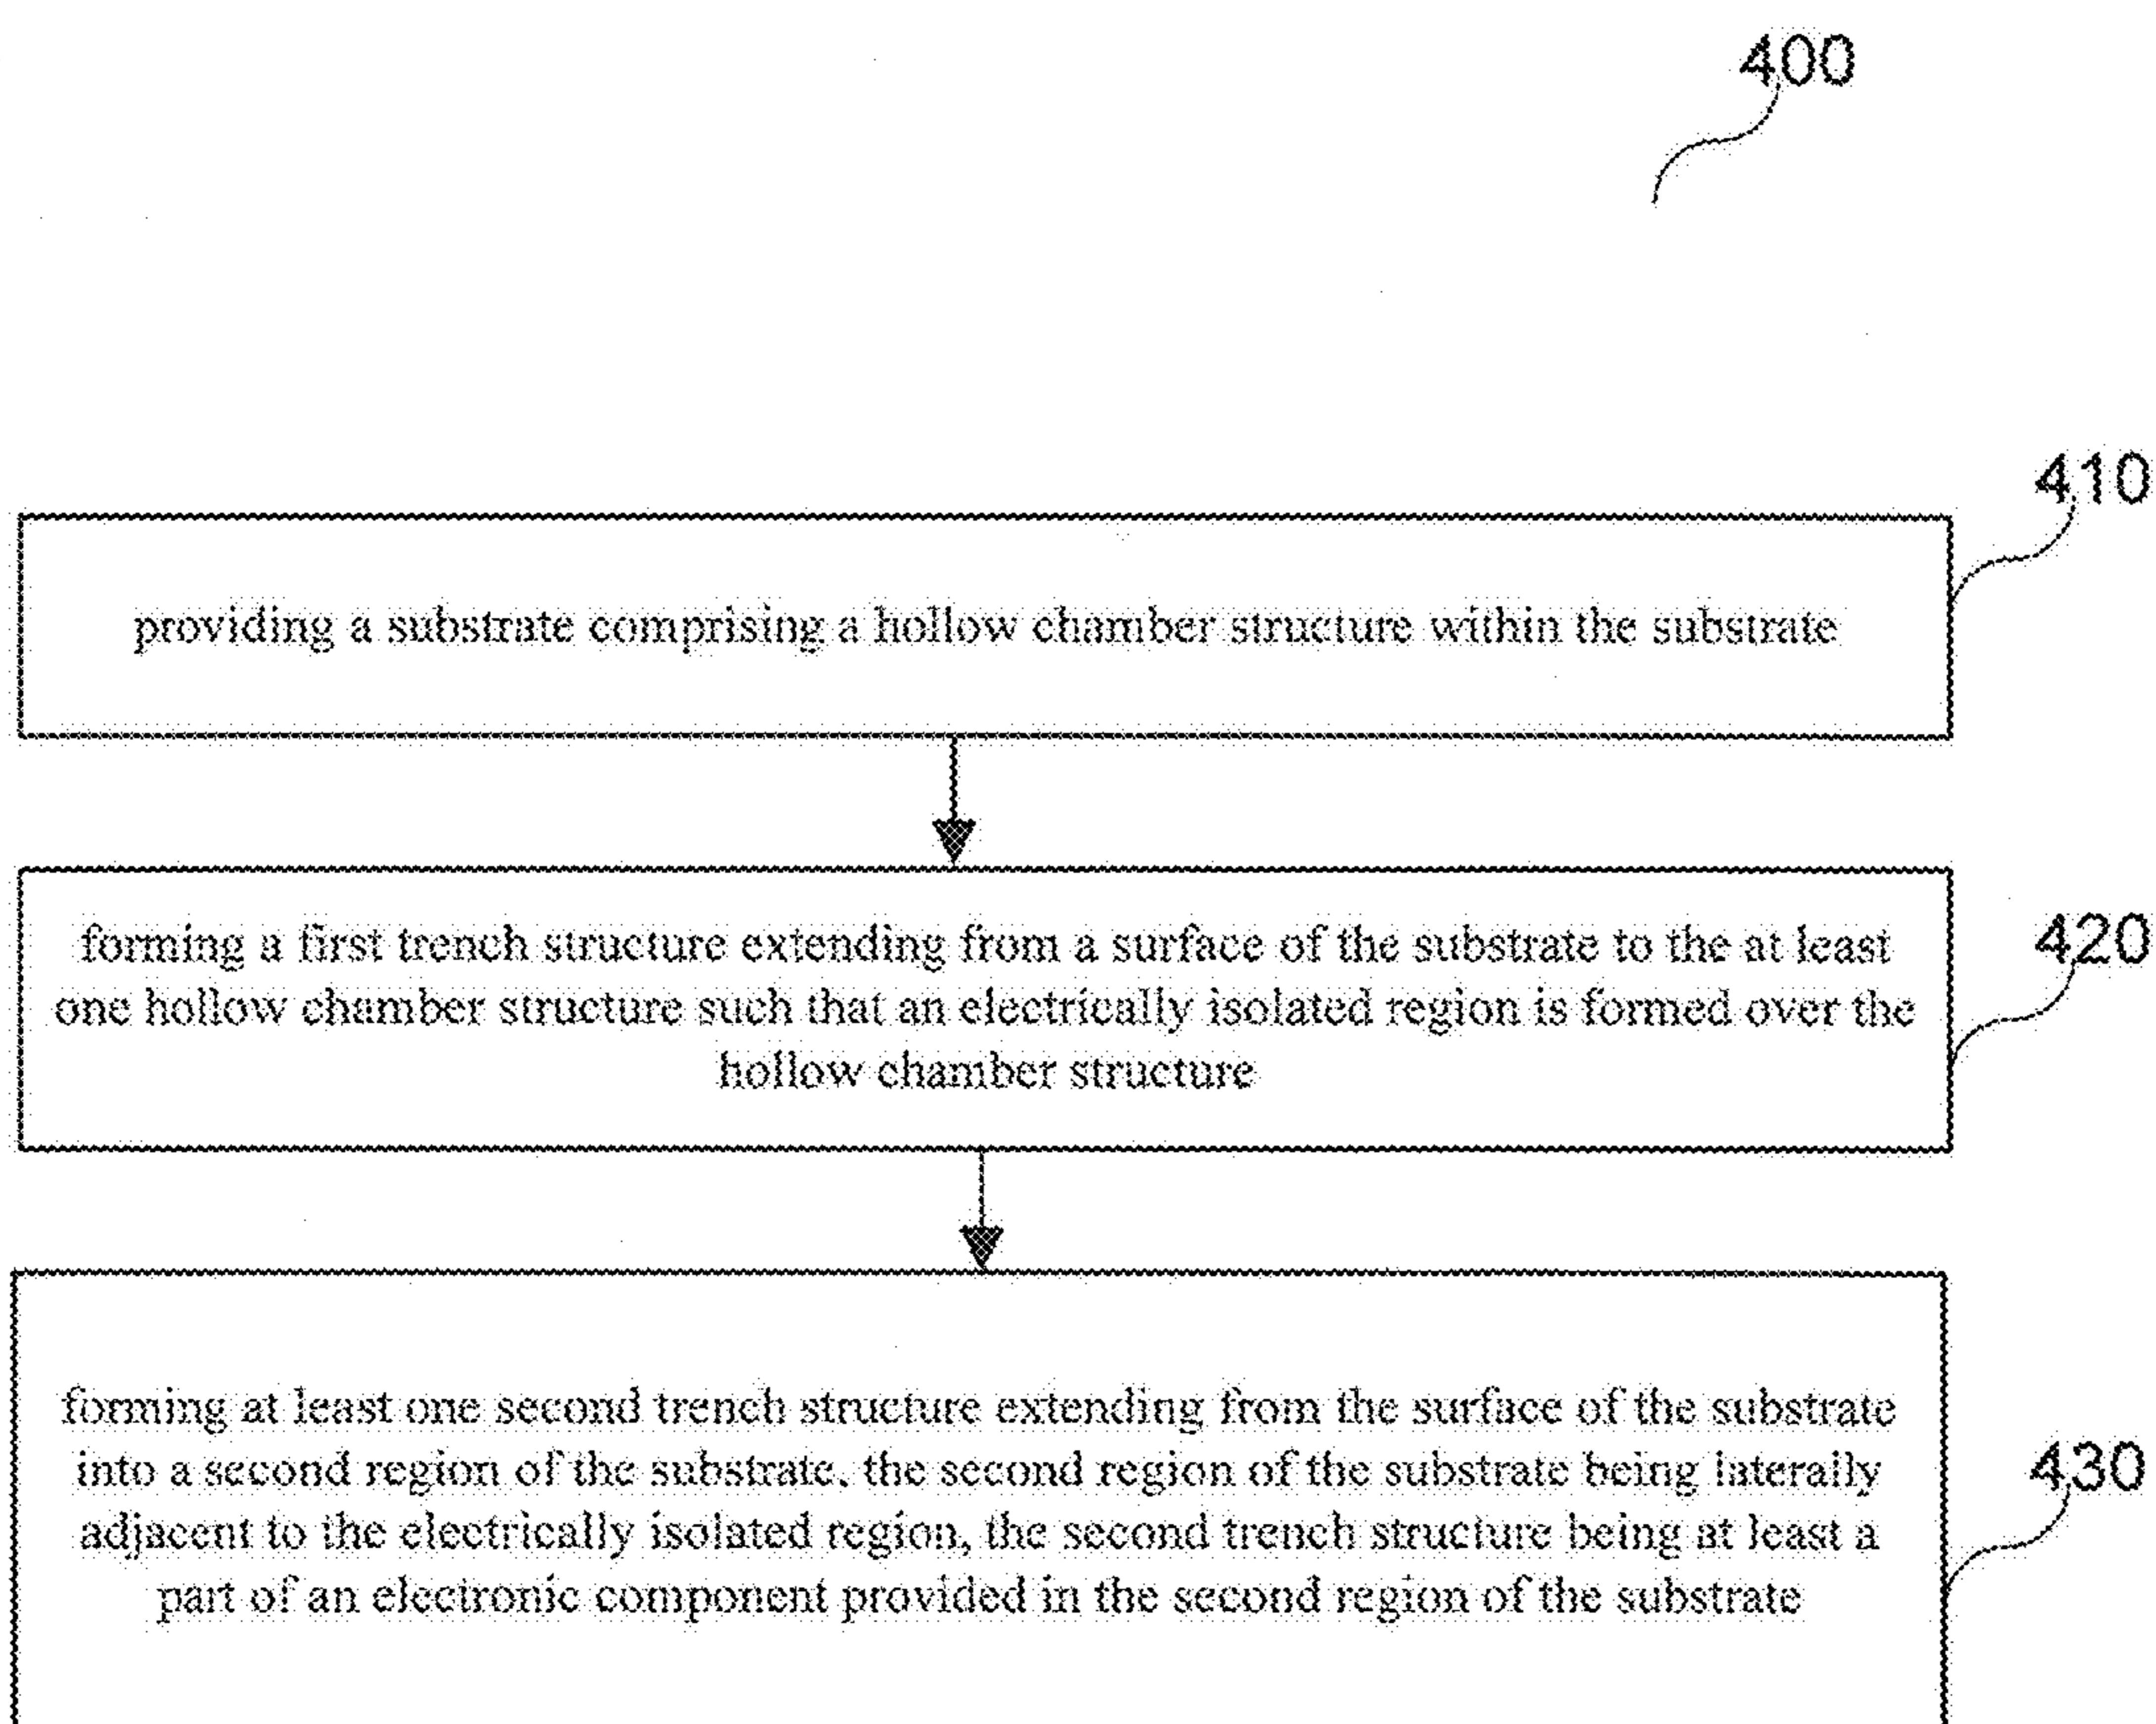 400
410
providing a substrate comprising a hollow chamber structure within the substrate
420
forming a first trench structure extending from a surface of the substrate to the at least
one hollow chamber structure such that an electrically isolated region is formed over the
hollow chamber structure
430
forming at least one second trench structure extending from the surface of the substrate
into a second region of the substrate, the second region of the substrate being laterally
adjacent to the electrically isolated region, the second trench structure being at least a
part of an electronic component provided in the second region of the substrate